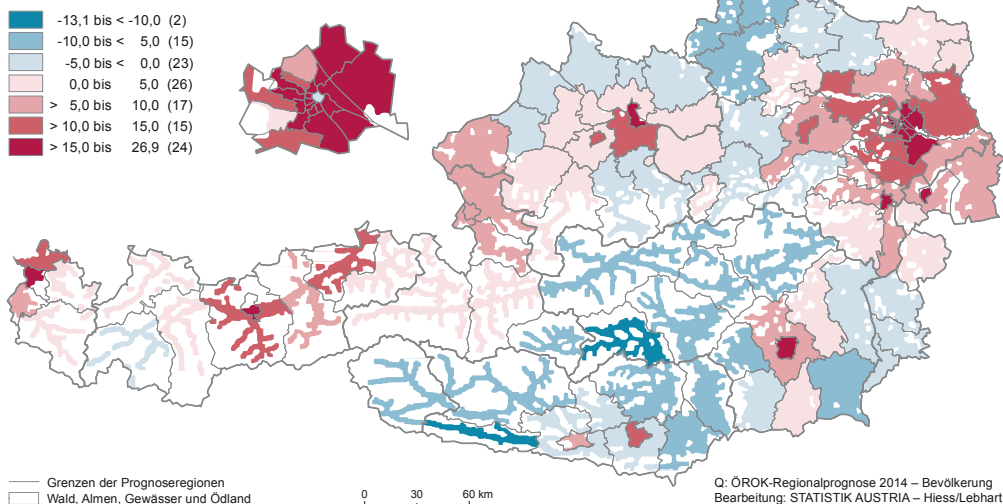 -13,1 bis < -10,0 (2)
-10,0 bis < 5,0 (15)
-5,0 bis < 0,0 (23)
0,0 bis 5,0 (26)
> 5,0 bis 10,0 (17)
> 10,0 bis 15,0 (15)
> 15,0 bis 26,9 (24)
Grenzen der Prognoseregionen
Wald, Almen, Gewässer und Ödland
0 30 60 km
Q: ÖROK-Regionalprognose 2014 – Bevölkerung
Bearbeitung: STATISTIK AUSTRIA – Hiess/Lebhart